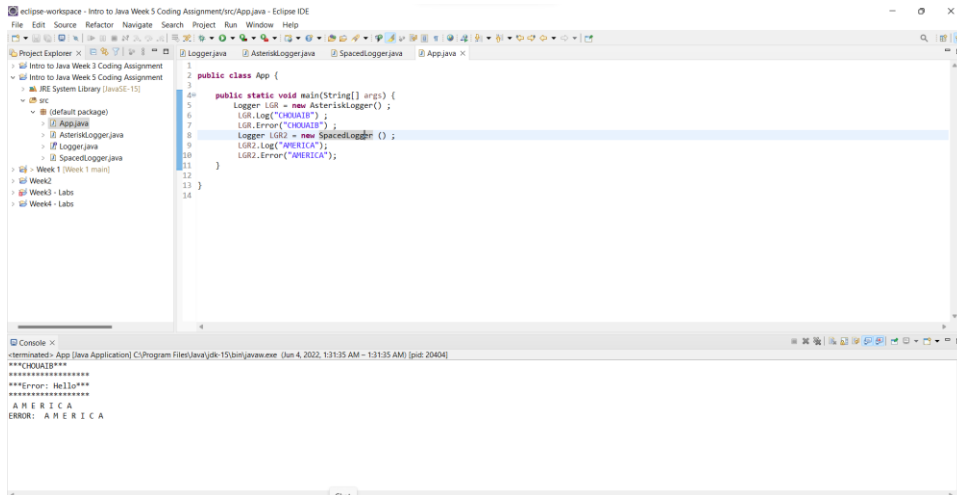 eclipse-workspace - Intro to Java Week 5 Coding Assignment/src/App.java - Eclipse IDE
File Edit Source Refactor Navigate Search Project Run Window Help
Project Explorer
Logger.java AsteriskLogger.java SpacedLogger.java App.java
Intro to Java Week 3 Coding Assignment
Intro to Java Week 5 Coding Assignment
JRE System Library [JavaSE-15]
src
(default package)
App.java
AsteriskLogger.java
Logger.java
SpacedLogger.java
> Week 1 [Week 1 main]
Week2
Week3 - Labs
Week4 - Labs
1
2 public class App {
3
4 public static void main(String[] args) {
5 Logger LGR = new AsteriskLogger() ;
6 LGR.Log("CHOUAIB") ;
7 LGR.Error("CHOUAIB") ;
8 Logger LGR2 = new SpacedLogger () ;
9 LGR2.Log("AMERICA");
10 LGR2.Error("AMERICA");
11 }
12
13 }
14
Console
<terminated> App [Java Application] C:\Program Files\Java\jdk-15\bin\javaw.exe (Jun 4, 2022, 1:31:35 AM – 1:31:35 AM) [pid: 20404]
***CHOUAIB***
******************
***Error: Hello***
******************
A M E R I C A
ERROR: A M E R I C A